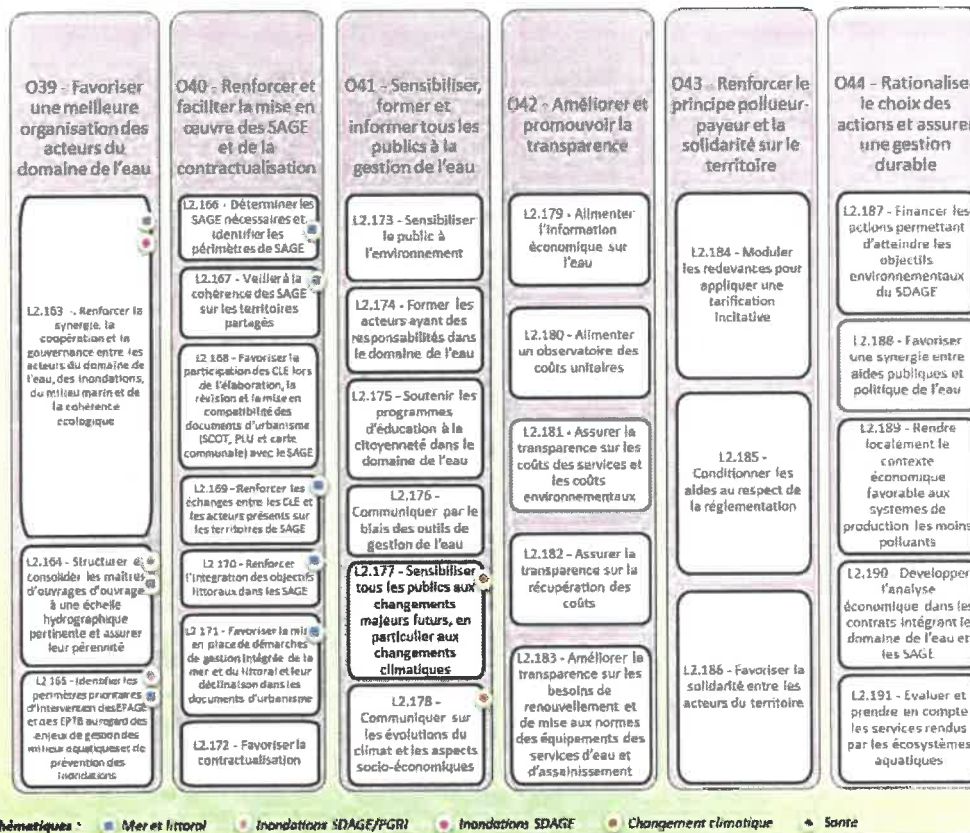 O39 - Favoriser
une meilleure
organisation des
acteurs du
domaine de l'eau
L2.163 - Renforcer la
synergie, la
coopération et la
gouvernance entre les
acteurs du domaine de
l'eau, des inondations,
du milieu marin et de
la cohérence
écologique
L2.164 - Structurer et
consolider les maîtres
d'ouvrages d'ouvrage
à une échelle
hydrographique
pertinente et assurer
leur pérennité
L2 165 - Identifier les
périmètres prioritaires
d'intervention des EPAGE
et des EPTB au regard des
enjeux de gestion des
milieux aquatiques et de
prévention des
inondations
O40 - Renforcer et
faciliter la mise en
œuvre des SAGE
et de la
contractualisation
L2.166 - Déterminer les
SAGE nécessaires et
identifier les
périmètres de SAGE
L2.167 - Veiller à la
cohérence des SAGE
sur les territoires
partagés
L2 168 - Favoriser la
participation des CLE lors
de l'élaboration, la
révision et la mise en
compatibilité des
documents d'urbanisme
(SCOT, PLU et carte
communale) avec le SAGE
L2.169 - Renforcer les
échanges entre les CLE et
les acteurs présents sur
les territoires de SAGE
L2 170 - Renforcer
l'intégration des objectifs
littoraux dans les SAGE
L2 171 - Favoriser la mise
en place de démarches
de gestion intégrée de la
mer et du littoral et leur
déclinaison dans les
documents d'urbanisme
L2.172 - Favoriser la
contractualisation
O41 - Sensibiliser,
former et
informer tous les
publics à la
gestion de l'eau
L2.173 - Sensibiliser
le public à
l'environnement
L2.174 - Former les
acteurs ayant des
responsabilités dans
le domaine de l'eau
L2.175 - Soutenir les
programmes
d'éducation à la
citoyenneté dans le
domaine de l'eau
L2.176 -
Communiquer par le
biais des outils de
gestion de l'eau
L2.177 - Sensibiliser
tous les publics aux
changements
majeurs futurs, en
particulier aux
changements
climatiques
L2.178 -
Communiquer sur
les évolutions du
climat et les aspects
socio-économiques
O42 - Améliorer et
promouvoir la
transparence
L2.179 - Alimenter
l'information
économique sur
l'eau
L2.180 - Alimenter
un observatoire des
coûts unitaires
L2.181 - Assurer la
transparence sur les
coûts des services et
les coûts
environnementaux
L2.182 - Assurer la
transparence sur la
récupération des
coûts
L2.183 - Améliorer la
transparence sur les
besoins de
renouvellement et
de mise aux normes
des équipements des
services d'eau et
d'assainissement
O43 - Renforcer le
principe pollueur-
payeur et la
solidarité sur le
territoire
L2.184 - Moduler
les redevances pour
appliquer une
tarification
incitative
L2.185 -
Conditionner les
aides au respect de
la réglementation
L2.186 - Favoriser la
solidarité entre les
acteurs du territoire
O44 - Rationalise
le choix des
actions et assurer
une gestion
durable
L2.187 - Financer les
actions permettant
d'atteindre les
objectifs
environnementaux
du SDAGE
L2.188 - Favoriser
une synergie entre
aides publiques et
politique de l'eau
L2.189 - Rendre
localement le
contexte
économique
favorable aux
systèmes de
production les moins
polluants
L2.190 - Développer
l'analyse
économique dans les
contrats intégrant le
domaine de l'eau et
les SAGE
L2.191 - Evaluer et
prendre en compte
les services rendus
par les écosystèmes
aquatiques
hématiques : Mer et littoral Inondations SDAGE/PGRI Inondations SDAGE Changement climatique Santé